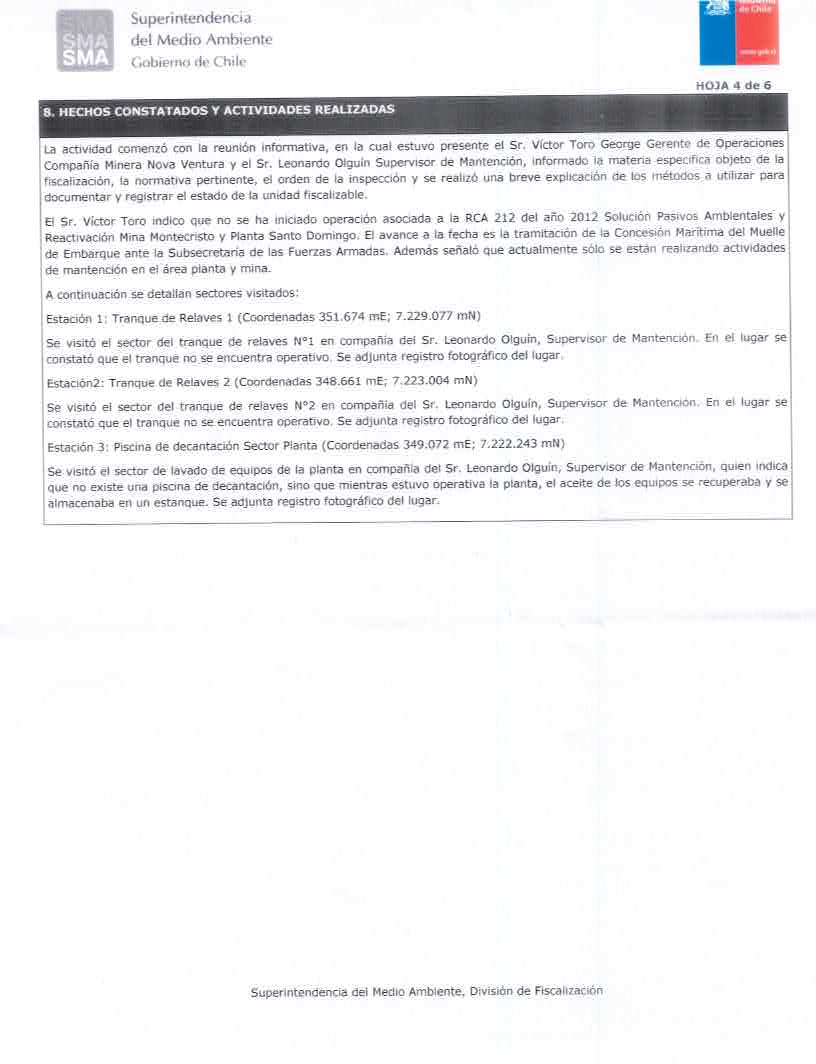 SMA
SMA
SMA
Superintendencia
del Medio Ambiente
Gobierno de Chile
de Chile
www.gob.cl
HOJA 4 de 6
8. HECHOS CONSTATADOS Y ACTIVIDADES REALIZADAS
La actividad comenzó con la reunión informativa, en la cual estuvo presente el Sr. Víctor Toro George Gerente de Operaciones
Compañía Minera Nova Ventura y el Sr. Leonardo Olguín Supervisor de Mantención, informado la materia especifica objeto de la
fiscalización, la normativa pertinente, el orden de la inspección y se realizó una breve explicación de los métodos a utilizar para
documentar y registrar el estado de la unidad fiscalizable.
El Sr. Víctor Toro indico que no se ha iniciado operación asociada a la RCA 212 del año 2012 Solución Pasivos Ambientales y
Reactivación Mina Montecristo y Planta Santo Domingo. El avance a la fecha es la tramitación de la Concesión Marítima del Muelle
de Embarque ante la Subsecretaría de las Fuerzas Armadas. Además señaló que actualmente sólo se están realizando actividades
de mantención en el área planta y mina.
A continuación se detallan sectores visitados:
Estación 1: Tranque de Relaves 1 (Coordenadas 351.674 mE; 7.229.077 mN)
Se visitó el sector del tranque de relaves N°1 en compañía del Sr. Leonardo Olguín, Supervisor de Mantención. En el lugar se
constató que el tranque no se encuentra operativo. Se adjunta registro fotográfico del lugar.
Estación2: Tranque de Relaves 2 (Coordenadas 348.661 mE; 7.223.004 mN)
Se visitó el sector del tranque de relaves N°2 en compañía del Sr. Leonardo Olguín, Supervisor de Mantención. En el lugar se
constató que el tranque no se encuentra operativo. Se adjunta registro fotográfico del lugar.
Estación 3: Piscina de decantación Sector Planta (Coordenadas 349.072 mE; 7.222.243 mN)
Se visitó el sector de lavado de equipos de la planta en compañía del Sr. Leonardo Olguín, Supervisor de Mantención, quien indica
que no existe una piscina de decantación, sino que mientras estuvo operativa la planta, el aceite de los equipos se recuperaba y se
almacenaba en un estanque. Se adjunta registro fotográfico del lugar.
Superintendencia del Medio Ambiente, División de Fiscalización